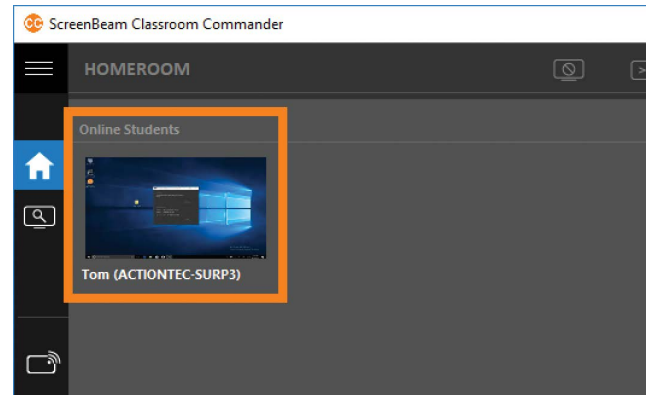 ScreenBeam Classroom Commander
HOMEROOM
Online Students
Tom (ACTIONTEC-SURP3)